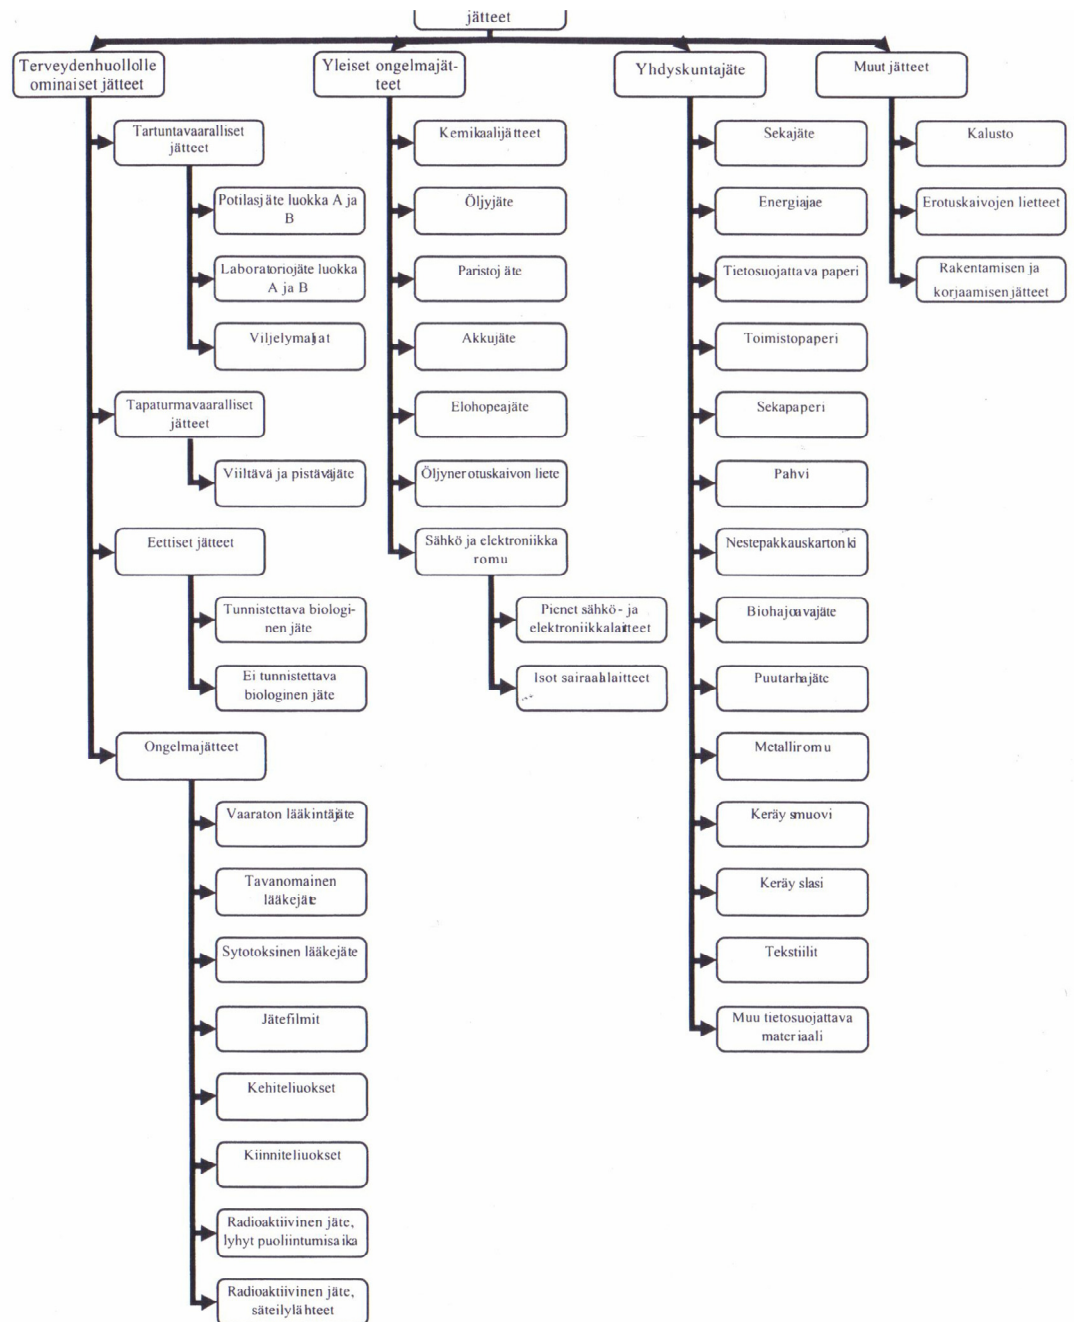 jätteet
Terveydenhuollolle
ominaiset jätteet
Tartuntavaaralliset
jätteet
Potilasjäte luokka A ja
B
Laboratoriojäte luokka
A ja B
Viljelymaljat
Tapaturmavaaralliset
jätteet
Viiltävä ja pistäväjäte
Eettiset jätteet
Tunnistettava biologi-
nen jäte
Ei tunnistettava
biologinen jäte
Ongelmajätteet
Vaaraton lääkintäjäte
Tavanomainen
lääkejäte
Sytotoksinen lääkejäte
Jätefilmit
Kehiteliuokset
Kiinniteliuokset
Radioaktiivinen jäte,
lyhyt puoliintumisaika
Radioaktiivinen jäte,
säteilylähteet
Yleiset ongelmajät-
teet
Kemikaalijätteet
Öljyjäte
Paristojäte
Akkujäte
Elohopeajäte
Öljynerotuskaivon liete
Sähkö ja elektroniikka
romu
Pienet sähkö- ja
elektroniikkalaitteet
Isot sairaalalaitteet
Yhdyskuntajäte
Sekajäte
Energiajae
Tietosuojattava paperi
Toimistopaperi
Sekapaperi
Pahvi
Nestepakkauskartonki
Biohajoavajäte
Puutarhajäte
Metalliromu
Keräysmuovi
Keräyslasi
Tekstiilit
Muu tietosuojattava
materiaali
Muut jätteet
Kalusto
Erotuskaivojen lietteet
Rakentamisen ja
korjaamisen jätteet